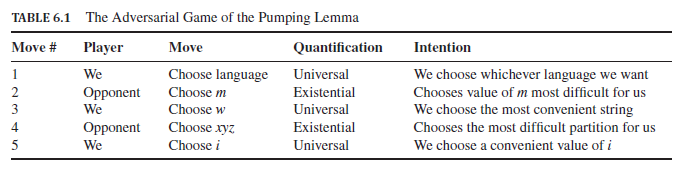 TABLE 6.1 The Adversarial Game of the Pumping Lemma
Move # Player Move Quantification Intention
1 We Choose language Universal We choose whichever language we want
2 Opponent Choose m Existential Chooses value of m most difficult for us
3 We Choose w Universal We choose the most convenient string
4 Opponent Choose xyz Existential Chooses the most difficult partition for us
5 We Choose i Universal We choose a convenient value of i